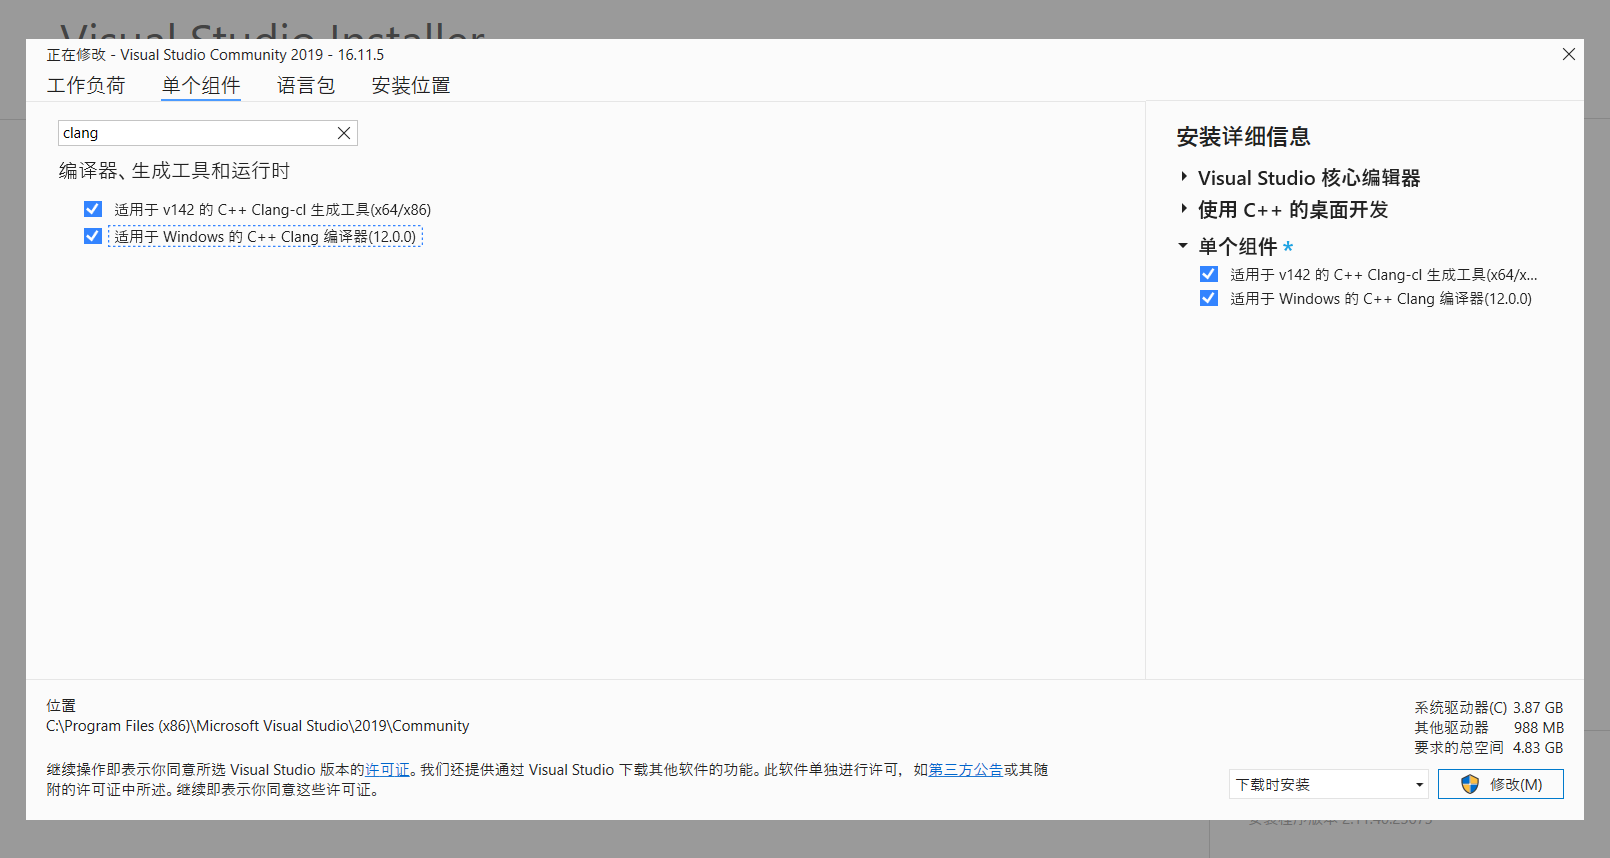 Visual Studio Installer
正在修改 - Visual Studio Community 2019 - 16.11.5
工作负荷 单个组件 语言包 安装位置
clang
编译器、生成工具和运行时
适用于 v142 的 C++ Clang-cl 生成工具(x64/x86)
适用于 Windows 的 C++ Clang 编译器(12.0.0)
安装详细信息
Visual Studio 核心编辑器
使用 C++ 的桌面开发
单个组件 *
适用于 v142 的 C++ Clang-cl 生成工具(x64/x...
适用于 Windows 的 C++ Clang 编译器(12.0.0)
位置
C:\Program Files (x86)\Microsoft Visual Studio\2019\Community
继续操作即表示你同意所选 Visual Studio 版本的许可证。我们还提供通过 Visual Studio 下载其他软件的功能。此软件单独进行许可，如第三方公告或其随
附的许可证中所述。继续即表示你同意这些许可证。
系统驱动器(C) 3.87 GB
其他驱动器 988 MB
要求的总空间 4.83 GB
下载时安装
修改(M)